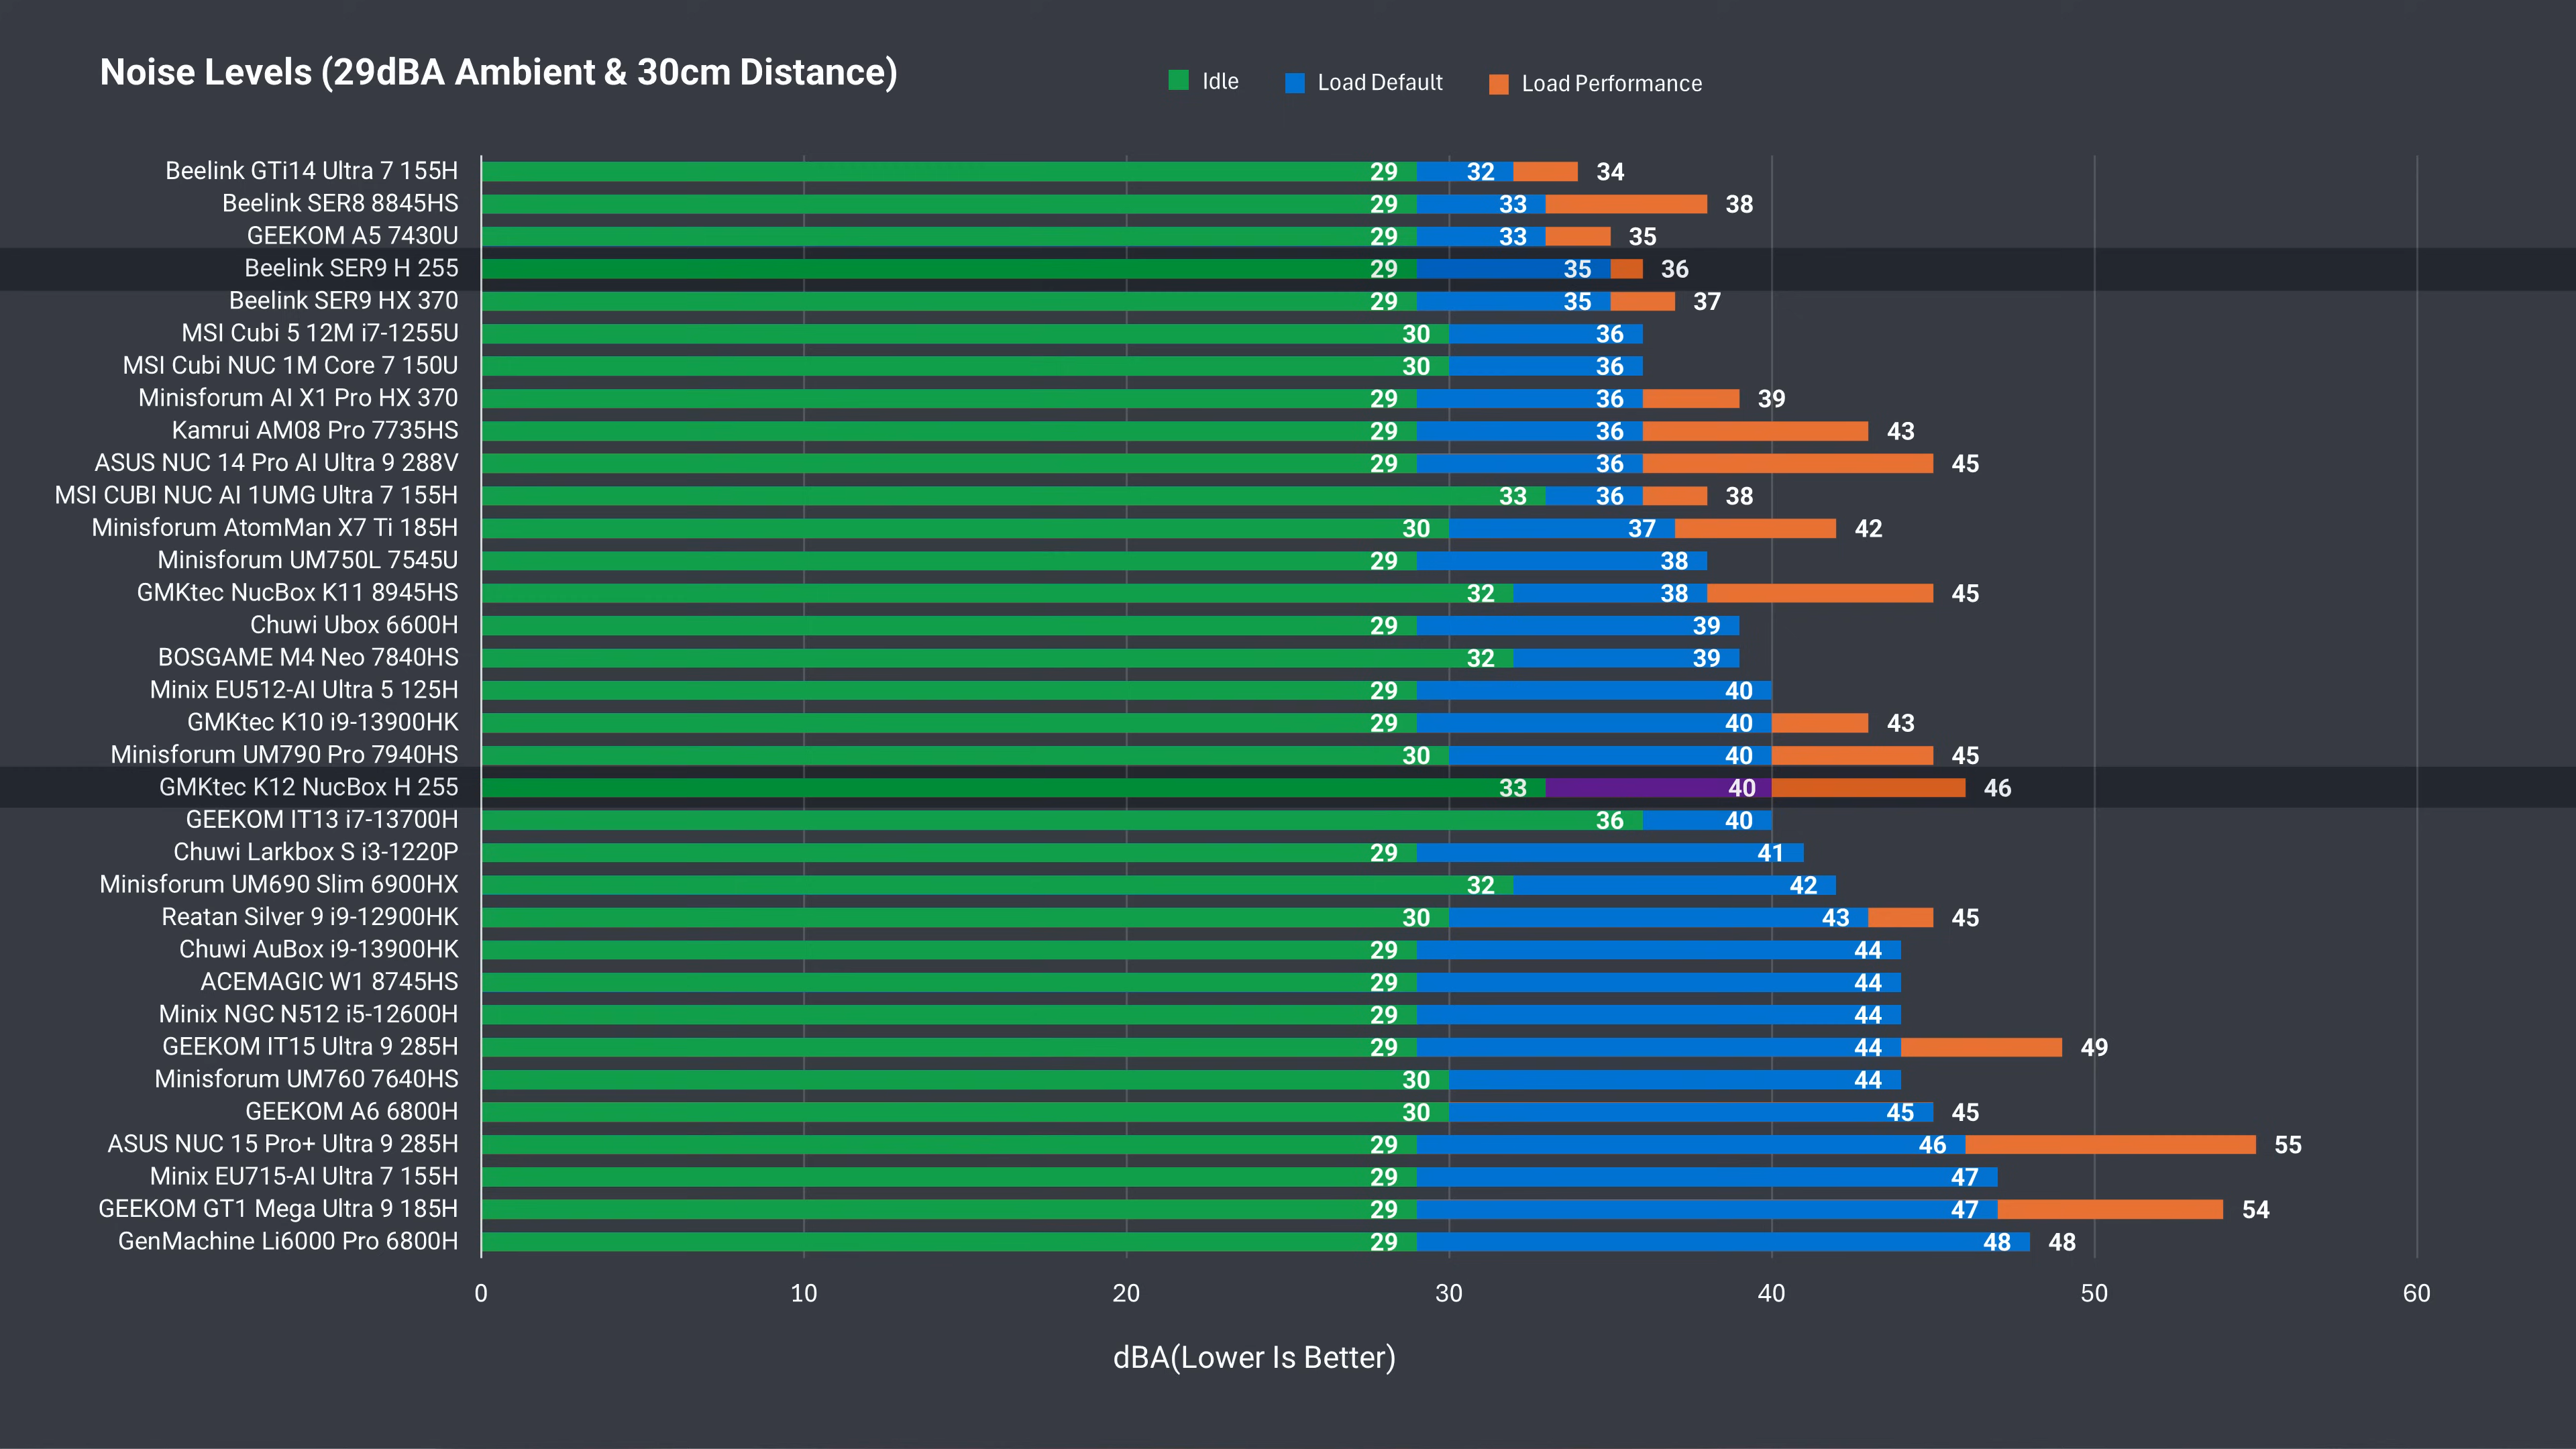 Noise Levels (29dBA Ambient & 30cm Distance)
Idle Load Default Load Performance
Beelink GTi14 Ultra 7 155H 29 32 34
Beelink SER8 8845HS 29 33 38
GEEKOM A5 7430U 29 33 35
Beelink SER9 H 255 29 35 36
Beelink SER9 HX 370 29 35 37
MSI Cubi 5 12M i7-1255U 30 36
MSI Cubi NUC 1M Core 7 150U 30 36
Minisforum AI X1 Pro HX 370 29 36 39
Kamrui AM08 Pro 7735HS 29 36 43
ASUS NUC 14 Pro AI Ultra 9 288V 29 36 45
MSI CUBI NUC AI 1UMG Ultra 7 155H 33 36 38
Minisforum AtomMan X7 Ti 185H 30 37 42
Minisforum UM750L 7545U 29 38
GMKtec NucBox K11 8945HS 32 38 45
Chuwi Ubox 6600H 29 39
BOSGAME M4 Neo 7840HS 32 39
Minix EU512-AI Ultra 5 125H 29 40
GMKtec K10 i9-13900HK 29 40 43
Minisforum UM790 Pro 7940HS 30 40 45
GMKtec K12 NucBox H 255 33 40 46
GEEKOM IT13 i7-13700H 36 40
Chuwi Larkbox S i3-1220P 29 41
Minisforum UM690 Slim 6900HX 32 42
Reatan Silver 9 i9-12900HK 30 43 45
Chuwi AuBox i9-13900HK 29 44
ACEMAGIC W1 8745HS 29 44
Minix NGC N512 i5-12600H 29 44
GEEKOM IT15 Ultra 9 285H 29 44 49
Minisforum UM760 7640HS 30 44
GEEKOM A6 6800H 30 45 45
ASUS NUC 15 Pro+ Ultra 9 285H 29 46 55
Minix EU715-AI Ultra 7 155H 29 47
GEEKOM GT1 Mega Ultra 9 185H 29 47 54
GenMachine Li6000 Pro 6800H 29 48 48
0 10 20 30 40 50 60
dBA(Lower Is Better)